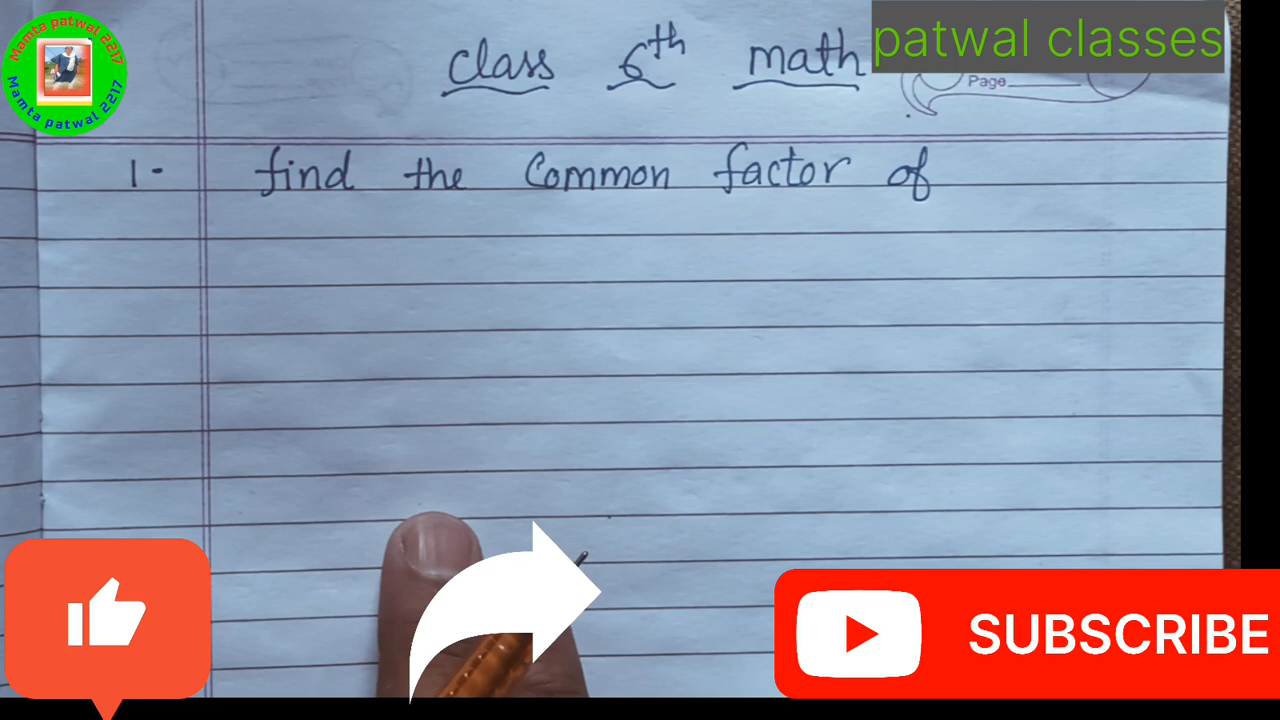 Mamta patwal 2217
Mamta patwal 2217
patwal classes
class 6th math
Page
1- find the Common factor of
SUBSCRIBE